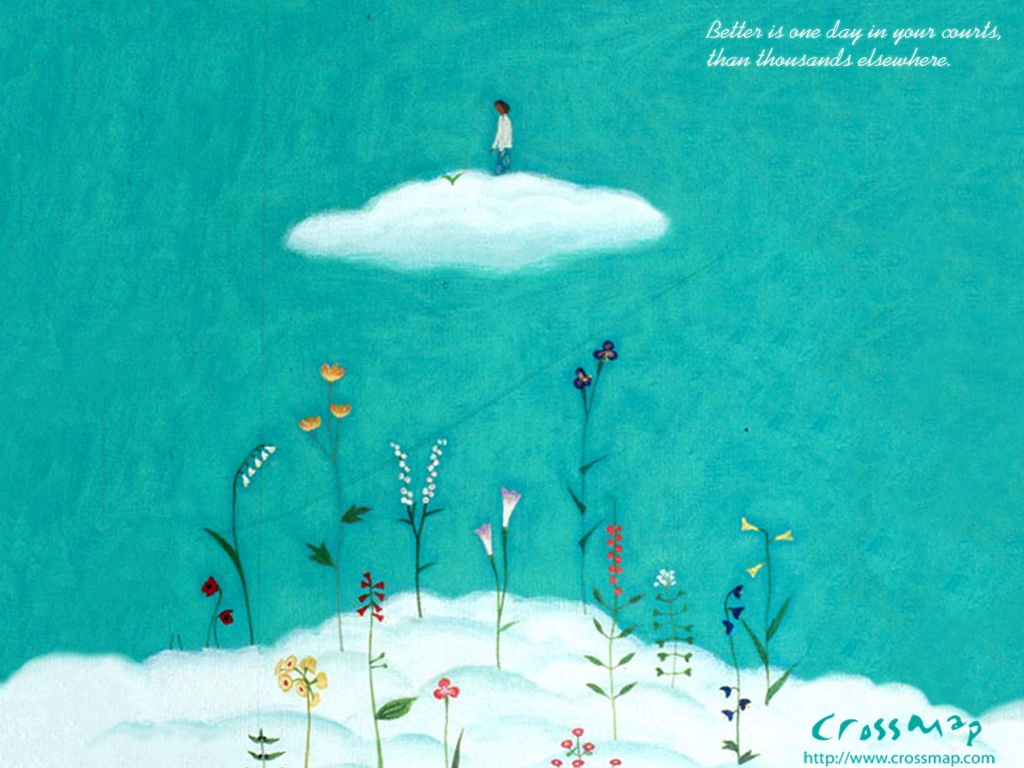 Better is one day in your courts,
than thousands elsewhere.
crossmap
http://www.crossmap.com